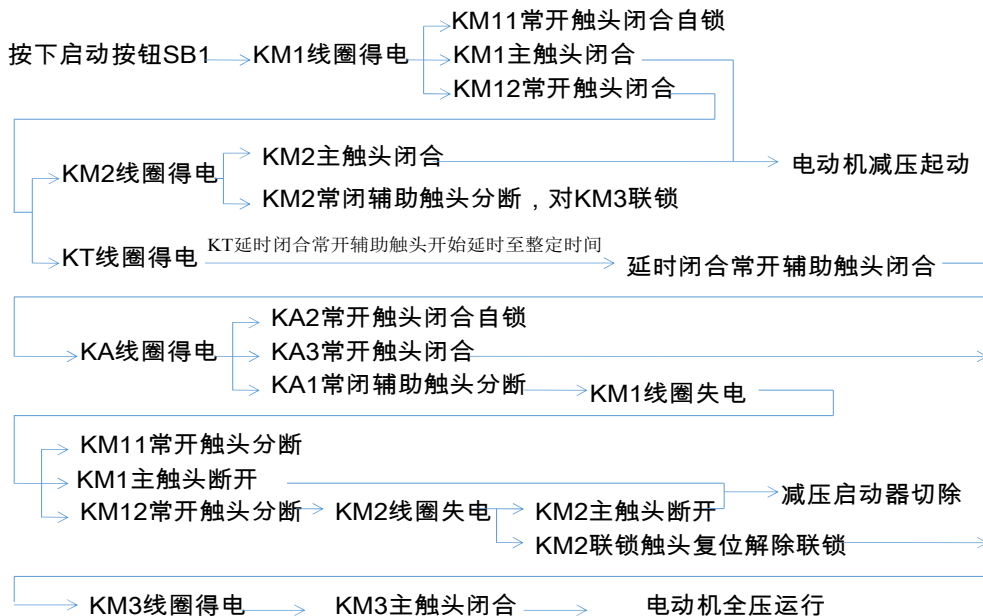 KM11常开触头闭合自锁
按下启动按钮SB1 KM1线圈得电 KM1主触头闭合
KM12常开触头闭合
KM2主触头闭合 电动机减压起动
KM2线圈得电
KM2常闭辅助触头分断，对KM3联锁
KT线圈得电 KT延时闭合常开辅助触头开始延时至整定时间 延时闭合常开辅助触头闭合
KA2常开触头闭合自锁
KA线圈得电 KA3常开触头闭合
KA1常闭辅助触头分断 KM1线圈失电
KM11常开触头分断
KM1主触头断开 减压启动器切除
KM12常开触头分断 KM2线圈失电 KM2主触头断开
KM2联锁触头复位解除联锁
KM3线圈得电 KM3主触头闭合 电动机全压运行